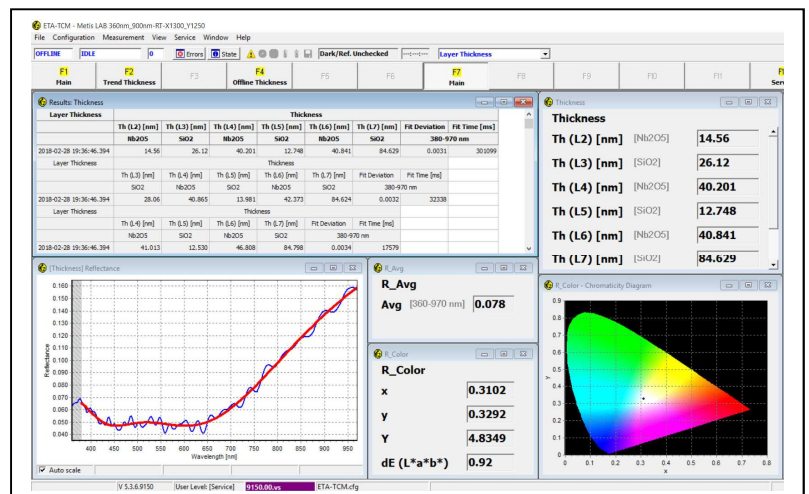 ETA-TCM - Metis LAB 360nm_900nm-RT-X1300_Y1250
File Configuration Measurement View Service Window Help
OFFLINE IDLE 0 Errors State Dark/Ref. Unchecked --:--:-- Layer Thickness
F1 F2 F3 F4 F5 F6 F7 F8 F9 F10 F11 F1
Main Trend Thickness Offline Thickness Main Serv
Results: Thickness
Layer Thickness Thickness
Th (L2) [nm] Th (L3) [nm] Th (L4) [nm] Th (L5) [nm] Th (L6) [nm] Th (L7) [nm] Fit Deviation Fit Time [ms]
Nb2O5 SiO2 Nb2O5 SiO2 Nb2O5 SiO2 380-970 nm
2018-02-28 19:36:46.394 14.56 26.12 40.201 12.748 40.841 84.629 0.0031 301099
Layer Thickness Thickness
Th (L3) [nm] Th (L4) [nm] Th (L5) [nm] Th (L6) [nm] Th (L7) [nm] Fit Deviation Fit Time [ms]
SiO2 Nb2O5 SiO2 Nb2O5 SiO2 380-970 nm
2018-02-28 19:36:46.394 28.06 40.865 13.981 42.373 84.624 0.0032 32338
Layer Thickness Thickness
Th (L4) [nm] Th (L5) [nm] Th (L6) [nm] Th (L7) [nm] Fit Deviation Fit Time [ms]
Nb2O5 SiO2 Nb2O5 SiO2 380-970 nm
2018-02-28 19:36:46.394 41.013 12.530 46.808 84.798 0.0034 17579
Thickness
Thickness
Th (L2) [nm] [Nb2O5] 14.56
Th (L3) [nm] [SiO2] 26.12
Th (L4) [nm] [Nb2O5] 40.201
Th (L5) [nm] [SiO2] 12.748
Th (L6) [nm] [Nb2O5] 40.841
Th (L7) [nm] [SiO2] 84.629
[Thickness] Reflectance
Reflectance
0.160
0.150
0.140
0.130
0.120
0.110
0.100
0.090
0.080
0.070
0.060
0.050
0.040
400 450 500 550 600 650 700 750 800 850 900 950
Wavelength [nm]
Auto scale
R_Avg
R_Avg
Avg [360-970 nm] 0.078
R_Color
R_Color
x 0.3102
y 0.3292
Y 4.8349
dE (L*a*b*) 0.92
R_Color - Chromaticity Diagram
y
0.9
0.8
0.7
0.6
0.5
0.4
0.3
0.2
0.1
0
0 0.1 0.2 0.3 0.4 0.5 0.6 0.7 0.8
x
V 5.3.6.9150 User Level: [Service] 9150.00.vs ETA-TCM.cfg